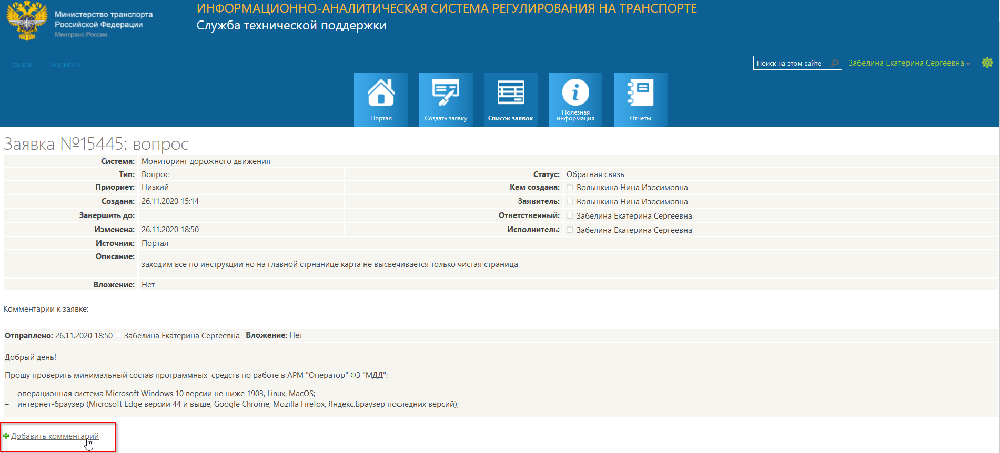 Министерство транспорта
Российской Федерации
Минтранс России
ИНФОРМАЦИОННО-АНАЛИТИЧЕСКАЯ СИСТЕМА РЕГУЛИРОВАНИЯ НА ТРАНСПОРТЕ
Служба технической поддержки
ОБЗОР ПРОСМОТР
Поиск на этом сайте Забелина Екатерина Сергеевна
Портал
Создать заявку
Список заявок
Полезная
информация
Отчеты
Заявка №15445: вопрос
Система: Мониторинг дорожного движения
Тип: Вопрос Статус: Обратная связь
Приориет: Низкий Кем создана: Волынкина Нина Изосимовна
Создана: 26.11.2020 15:14 Заявитель: Волынкина Нина Изосимовна
Завершить до: Ответственный: Забелина Екатерина Сергеевна
Изменена: 26.11.2020 18:50 Исполнитель: Забелина Екатерина Сергеевна
Источник: Портал
Описание:
заходим все по инструкции но на главной стрнанице карта не высвечивается только чистая страница
Вложение: Нет
Комментарии к заявке:
Отправлено: 26.11.2020 18:50 Забелина Екатерина Сергеевна Вложение: Нет
Добрый день!
Прошу проверить минимальный состав программных средств по работе в АРМ "Оператор" ФЗ "МДД":
– операционная система Microsoft Windows 10 версии не ниже 1903, Linux, MacOS;
– интернет-браузер (Microsoft Edge версии 44 и выше, Google Chrome, Mozilla Firefox, Яндекс.Браузер последних версий);
Добавить комментарий